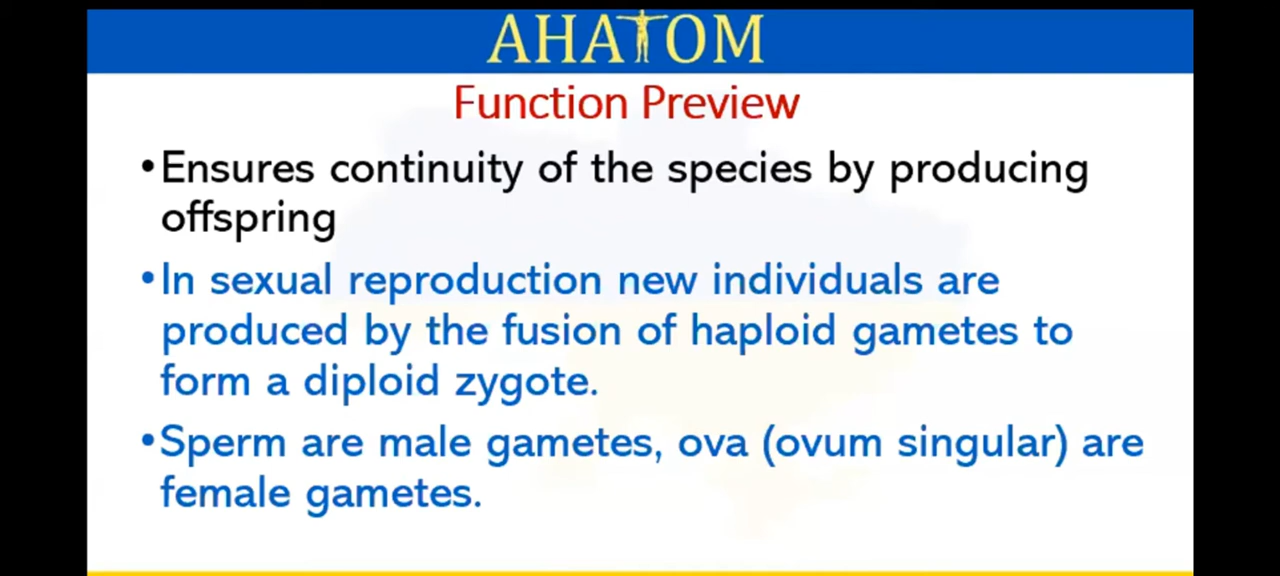 AHATOM
Function Preview
•Ensures continuity of the species by producing
offspring
•In sexual reproduction new individuals are
produced by the fusion of haploid gametes to
form a diploid zygote.
•Sperm are male gametes, ova (ovum singular) are
female gametes.